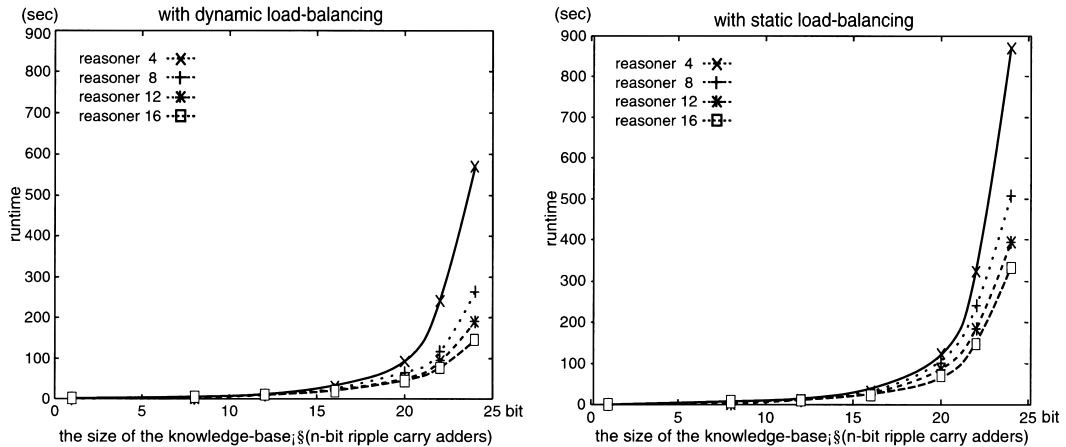 (sec)
with dynamic load-balancing
900
800
700
600
500
400
300
200
100
0
runtime
reasoner 4
reasoner 8
reasoner 12
reasoner 16
0 5 10 15 20 25 bit
the size of the knowledge-base¡§(n-bit ripple carry adders)
(sec)
with static load-balancing
900
800
700
600
500
400
300
200
100
0
runtime
reasoner 4
reasoner 8
reasoner 12
reasoner 16
0 5 10 15 20 25 bit
the size of the knowledge-base¡§(n-bit ripple carry adders)